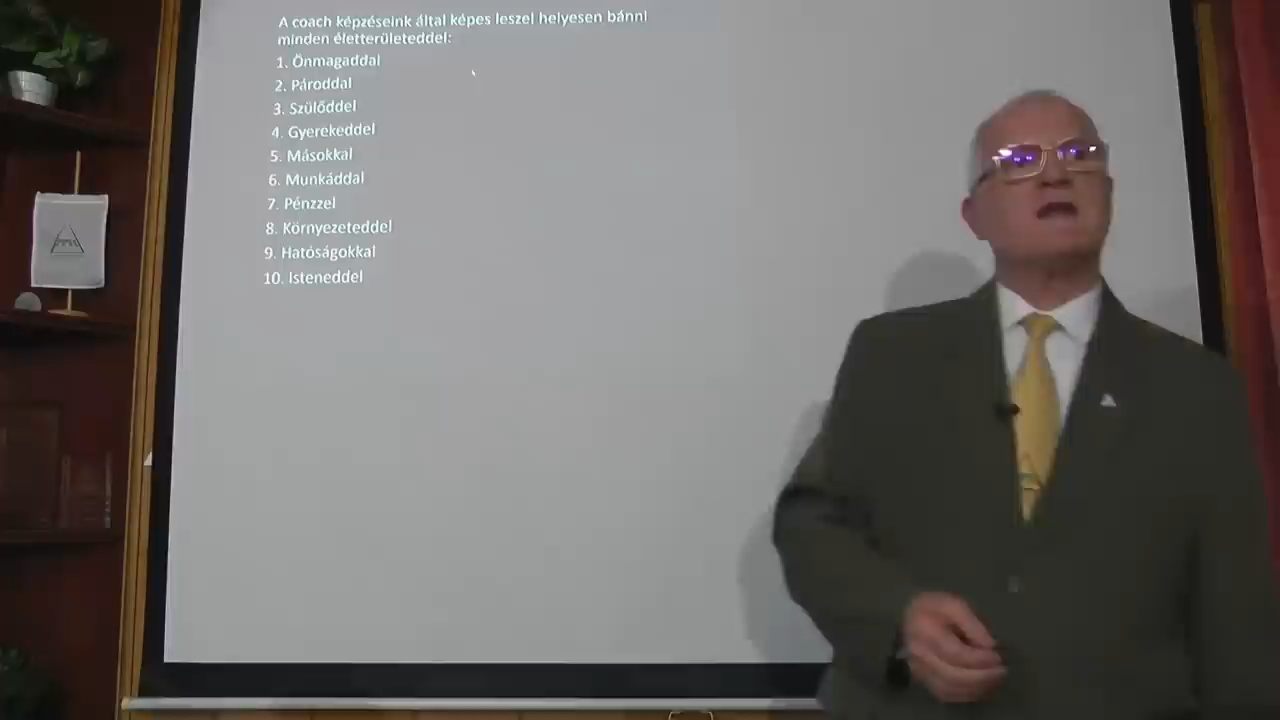 A coach képzéseink által képes leszel helyesen bánni
minden életterületeddel:
1. Önmagaddal
2. Pároddal
3. Szülőddel
4. Gyerekeddel
5. Másokkal
6. Munkáddal
7. Pénzzel
8. Környezeteddel
9. Hatóságokkal
10. Isteneddel